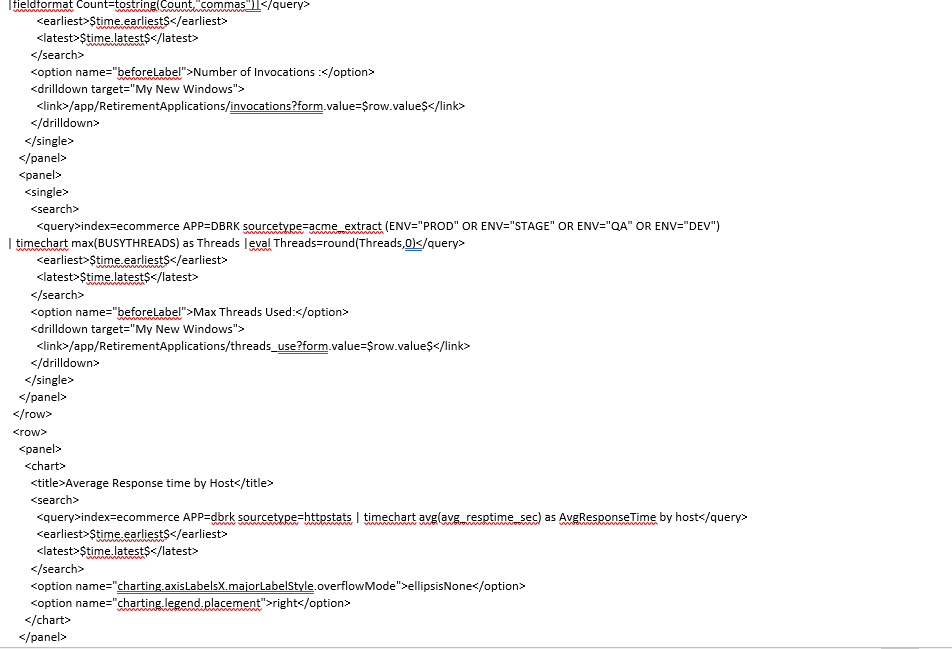 |fieldformat Count=tostring(Count,"commas")|</query>
<earliest>$time.earliest$</earliest>
<latest>$time.latest$</latest>
</search>
<option name="beforeLabel">Number of Invocations :</option>
<drilldown target="My New Windows">
<link>/app/RetirementApplications/invocations?form.value=$row.value$</link>
</drilldown>
</single>
</panel>
<panel>
<single>
<search>
<query>index=ecommerce APP=DBRK sourcetype=acme_extract (ENV="PROD" OR ENV="STAGE" OR ENV="QA" OR ENV="DEV")
| timechart max(BUSYTHREADS) as Threads |eval Threads=round(Threads,0)</query>
<earliest>$time.earliest$</earliest>
<latest>$time.latest$</latest>
</search>
<option name="beforeLabel">Max Threads Used:</option>
<drilldown target="My New Windows">
<link>/app/RetirementApplications/threads_use?form.value=$row.value$</link>
</drilldown>
</single>
</panel>
</row>
<row>
<panel>
<chart>
<title>Average Response time by Host</title>
<search>
<query>index=ecommerce APP=dbrk sourcetype=httpstats | timechart avg(avg_resptime_sec) as AvgResponseTime by host</query>
<earliest>$time.earliest$</earliest>
<latest>$time.latest$</latest>
</search>
<option name="charting.axisLabelsX.majorLabelStyle.overflowMode">ellipsisNone</option>
<option name="charting.legend.placement">right</option>
</chart>
</panel>